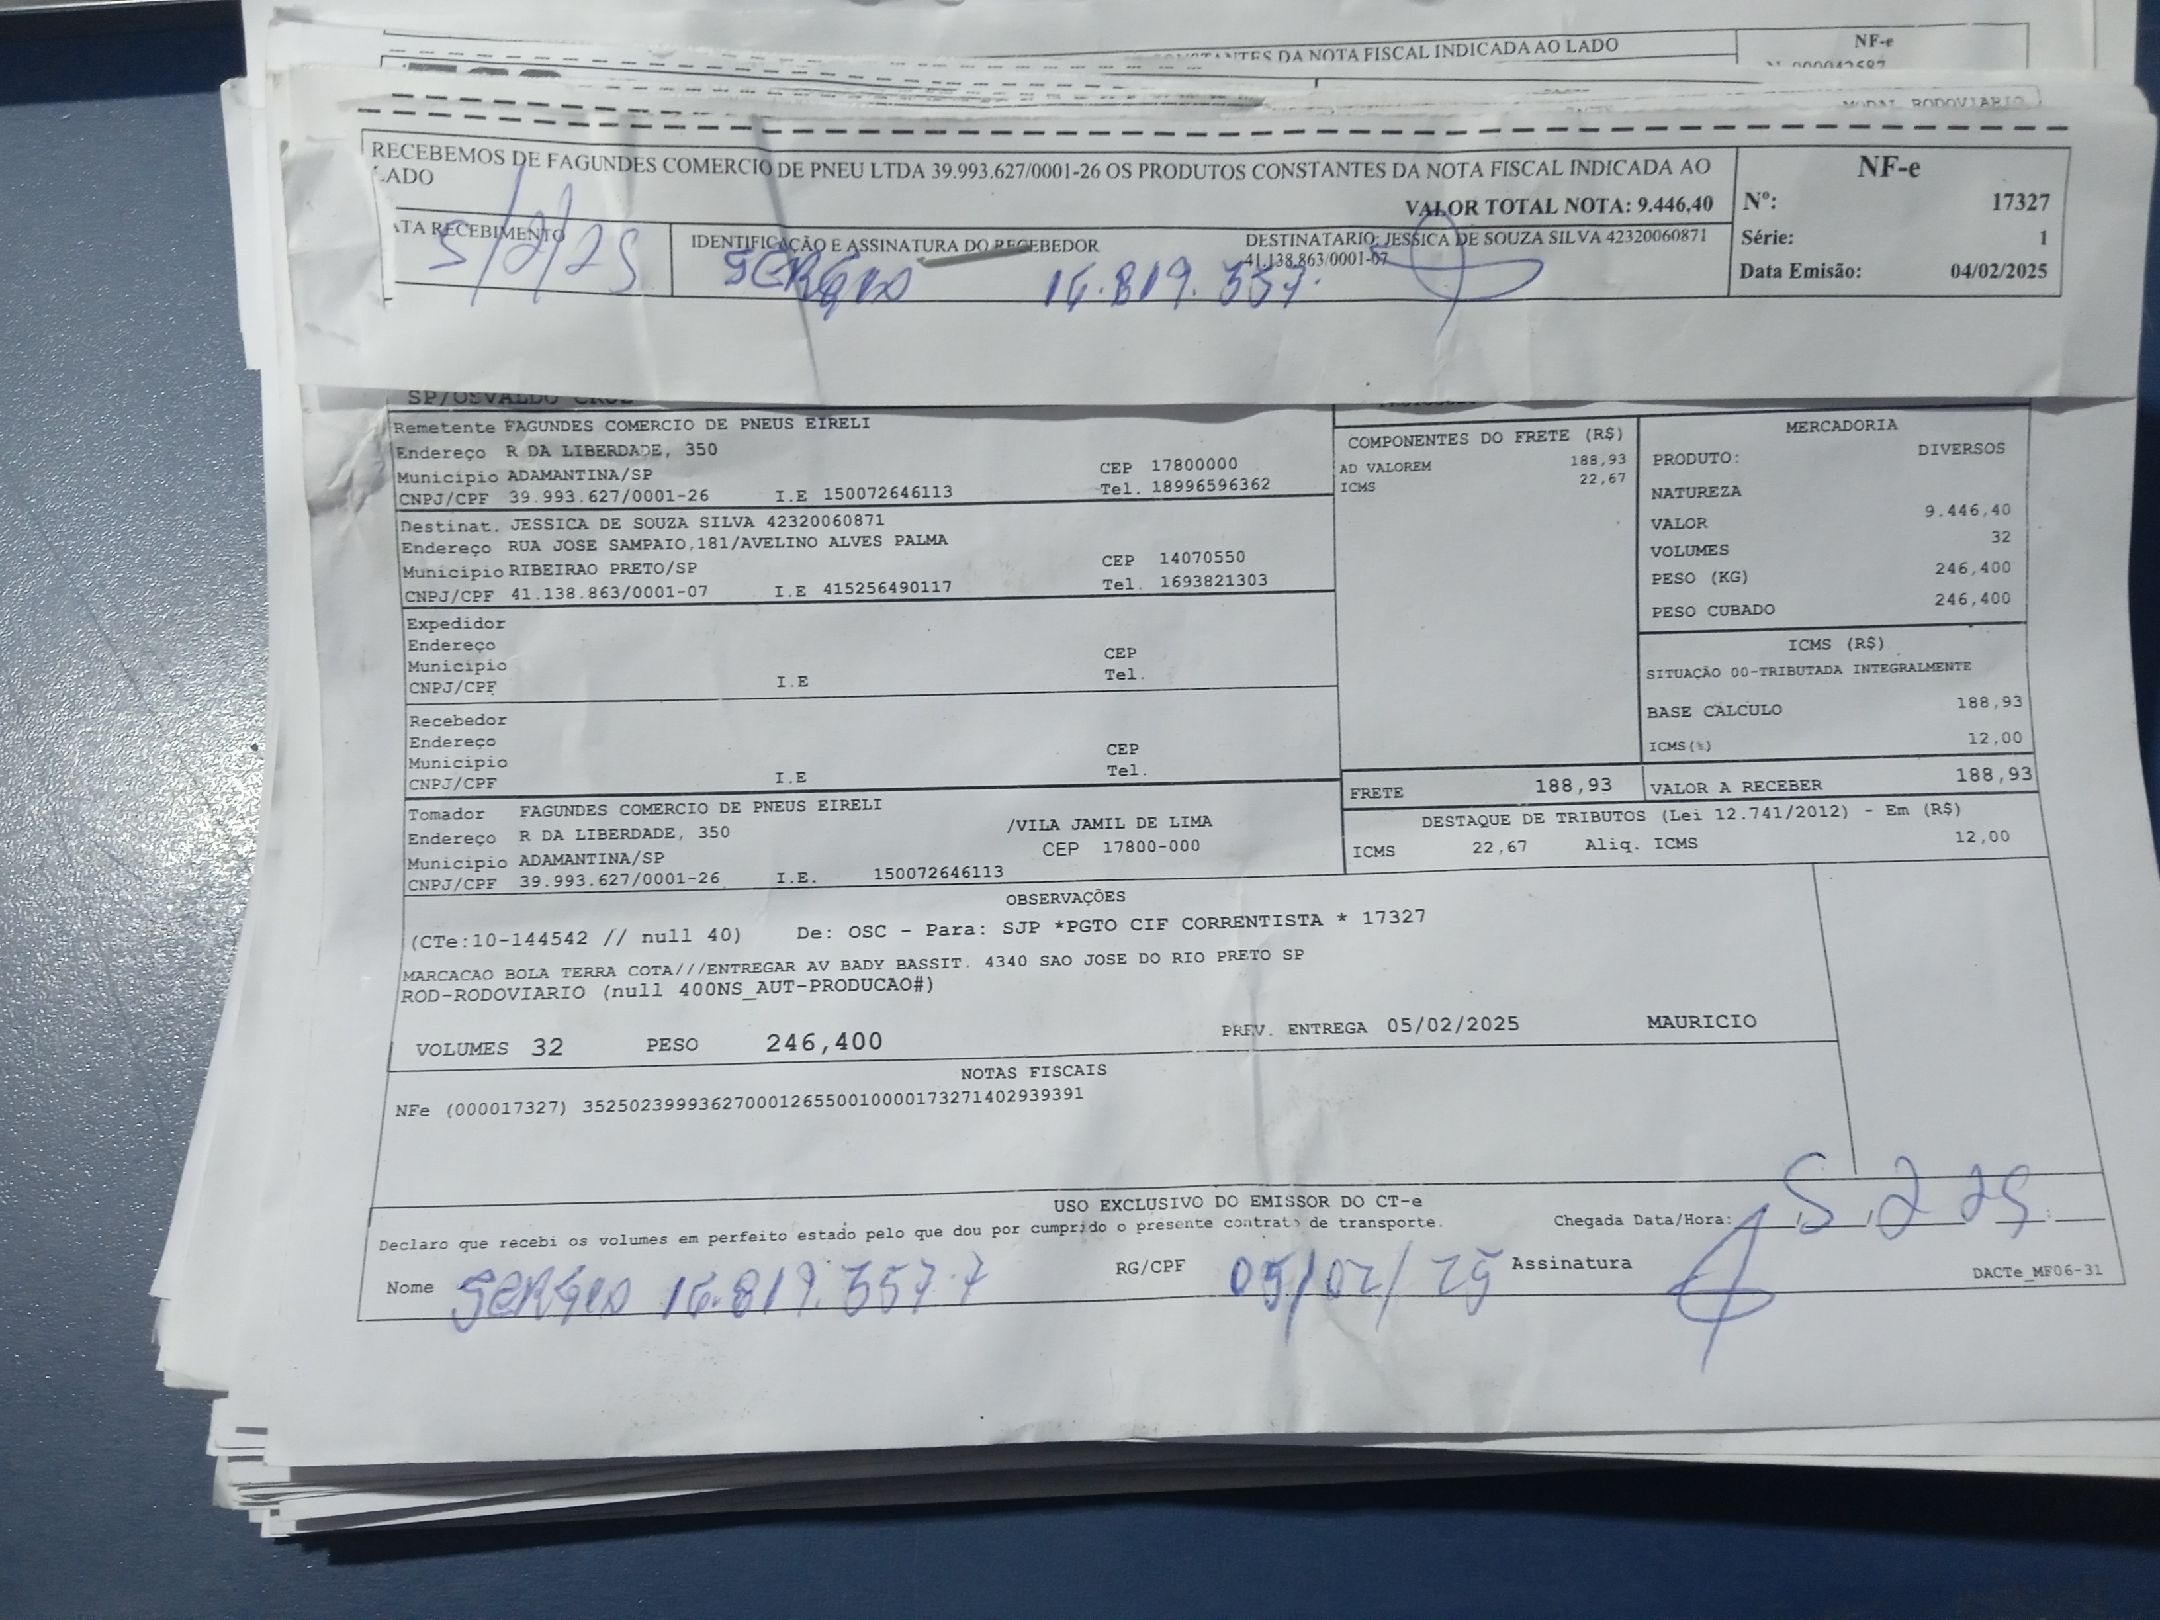 DA NOTA FISCAL INDICADA AO LADO
NF-e
MODAL RODOVIARIO
RECEBEMOS DE FAGUNDES COMERCIO DE PNEU LTDA 39.993.627/0001-26 OS PRODUTOS CONSTANTES DA NOTA FISCAL INDICADA AO
LADO
VALOR TOTAL NOTA: 9.446,40
NF-e
Nº: 17327
Série: 1
Data Emissão: 04/02/2025
ATA RECEBIMENTO
5/2/25
IDENTIFICAÇÃO E ASSINATURA DO RECEBEDOR
SERGIO 16.819.357.
DESTINATARIO: JESSICA DE SOUZA SILVA 42320060871
41.138.863/0001-07
SP/OSVALDO CRUZ
Remetente FAGUNDES COMERCIO DE PNEUS EIRELI
Endereço R DA LIBERDADE, 350
Municipio ADAMANTINA/SP CEP 17800000
CNPJ/CPF 39.993.627/0001-26 I.E 150072646113 Tel. 18996596362
Destinat. JESSICA DE SOUZA SILVA 42320060871
Endereço RUA JOSE SAMPAIO,181/AVELINO ALVES PALMA
Municipio RIBEIRAO PRETO/SP CEP 14070550
CNPJ/CPF 41.138.863/0001-07 I.E 415256490117 Tel. 1693821303
Expedidor
Endereço
Municipio CEP
CNPJ/CPF I.E Tel.
Recebedor
Endereço
Municipio CEP
CNPJ/CPF I.E Tel.
Tomador FAGUNDES COMERCIO DE PNEUS EIRELI
Endereço R DA LIBERDADE, 350 /VILA JAMIL DE LIMA
Municipio ADAMANTINA/SP CEP 17800-000
CNPJ/CPF 39.993.627/0001-26 I.E. 150072646113
COMPONENTES DO FRETE (R$)
AD VALOREM 188,93
ICMS 22,67
MERCADORIA
PRODUTO: DIVERSOS
NATUREZA
VALOR 9.446,40
VOLUMES 32
PESO (KG) 246,400
PESO CUBADO 246,400
ICMS (R$)
SITUAÇÃO 00-TRIBUTADA INTEGRALMENTE
BASE CALCULO 188,93
ICMS(%) 12,00
FRETE 188,93 VALOR A RECEBER 188,93
DESTAQUE DE TRIBUTOS (Lei 12.741/2012) - Em (R$)
ICMS 22,67 Aliq. ICMS 12,00
OBSERVAÇÕES
(CTe:10-144542 // null 40) De: OSC - Para: SJP *PGTO CIF CORRENTISTA * 17327
MARCACAO BOLA TERRA COTA///ENTREGAR AV BADY BASSIT. 4340 SAO JOSE DO RIO PRETO SP
ROD-RODOVIARIO (null 400NS_AUT-PRODUCAO#)
VOLUMES 32 PESO 246,400 PREV. ENTREGA 05/02/2025 MAURICIO
NOTAS FISCAIS
NFe (000017327) 35250239993627000126550010000173271402939391
USO EXCLUSIVO DO EMISSOR DO CT-e
Declaro que recebi os volumes em perfeito estado pelo que dou por cumprido o presente contrato de transporte. Chegada Data/Hora: 5 2 25
Nome SERGIO 16.819.357.7 RG/CPF 05/02/25 Assinatura
DACTe_MF06-31